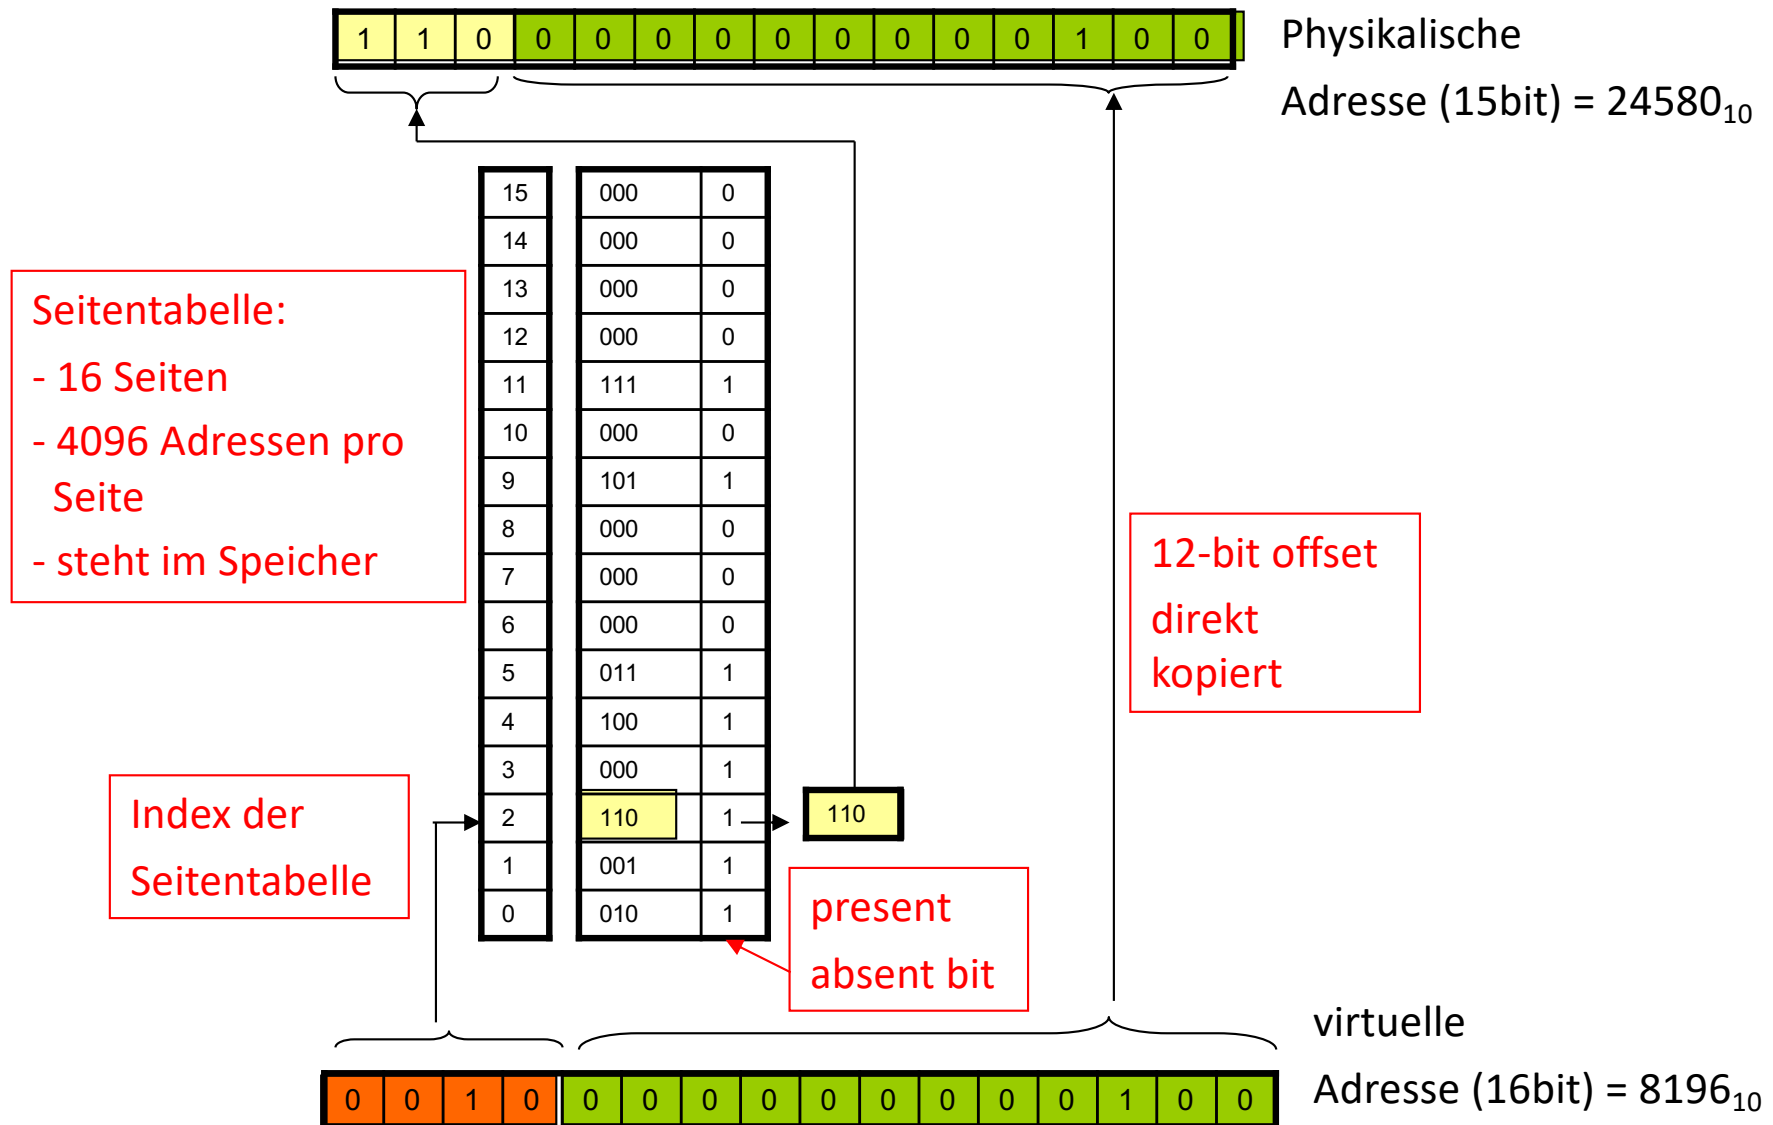 1 1 0 0 0 0 0 0 0 0 0 0 1 0 0
Physikalische
Adresse (15bit) = 24580₁₀
15 000 0
14 000 0
13 000 0
12 000 0
11 111 1
10 000 0
9 101 1
8 000 0
7 000 0
6 000 0
5 011 1
4 100 1
3 000 1
2 110 1
1 001 1
0 010 1
110
Seitentabelle:
- 16 Seiten
- 4096 Adressen pro
Seite
- steht im Speicher
12-bit offset
direkt
kopiert
Index der
Seitentabelle
present
absent bit
virtuelle
Adresse (16bit) = 8196₁₀
0 0 1 0 0 0 0 0 0 0 0 0 0 1 0 0